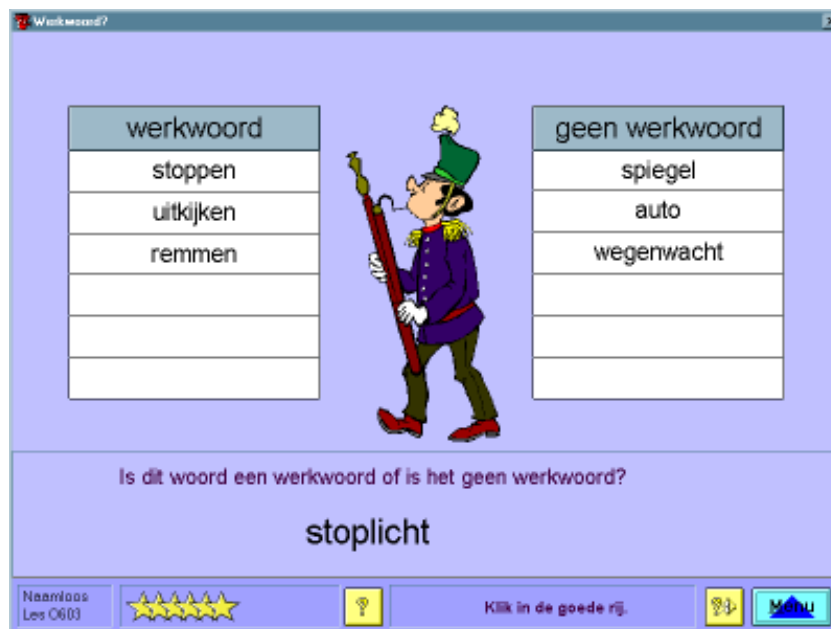 Werkwoord?
werkwoord
stoppen
uitkijken
remmen
geen werkwoord
spiegel
auto
wegenwacht
Is dit woord een werkwoord of is het geen werkwoord?
stoplicht
Naamloos
Les O603
?
Klik in de goede rij.
?
Menu